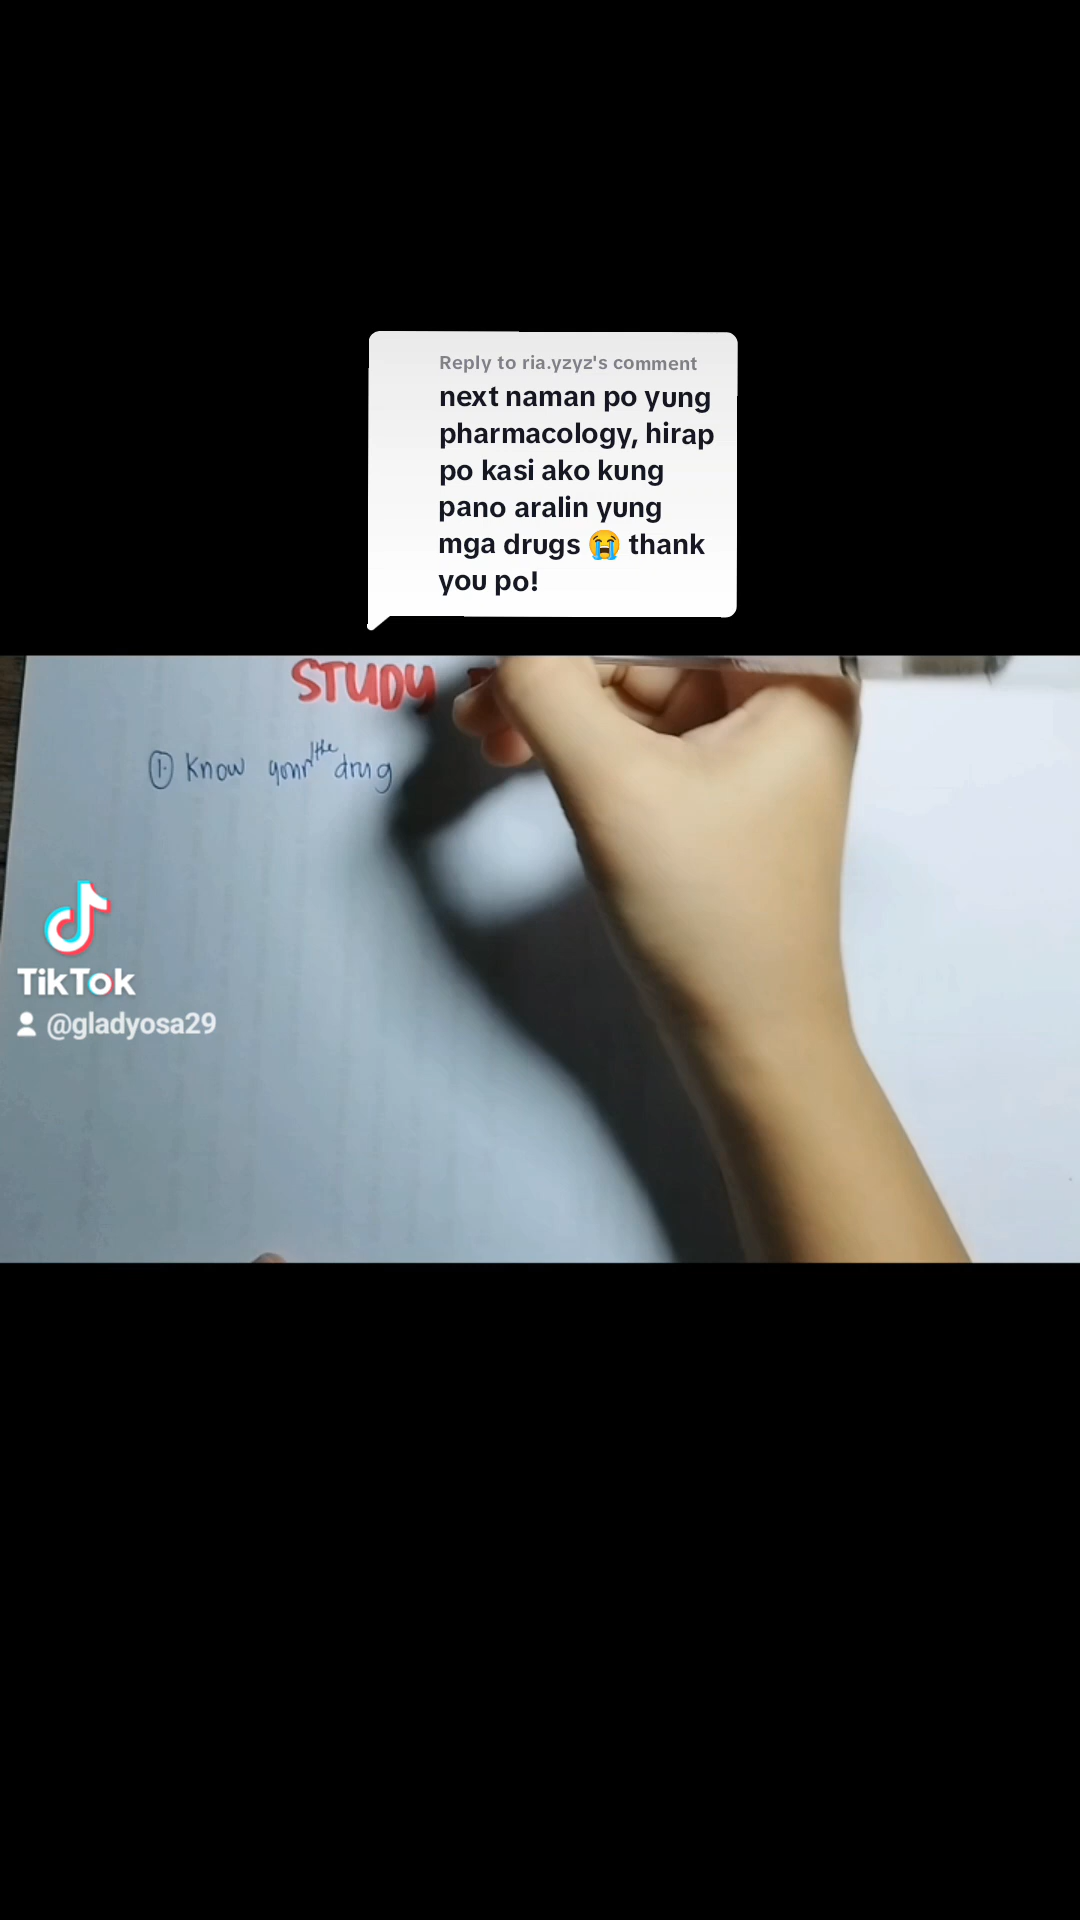 Reply to ria.yzyz's comment
next naman po yung
pharmacology, hirap
po kasi ako kung
pano aralin yung
mga drugs 😭 thank
you po!
STUDY
① Know your the drug
TikTok
@gladyosa29